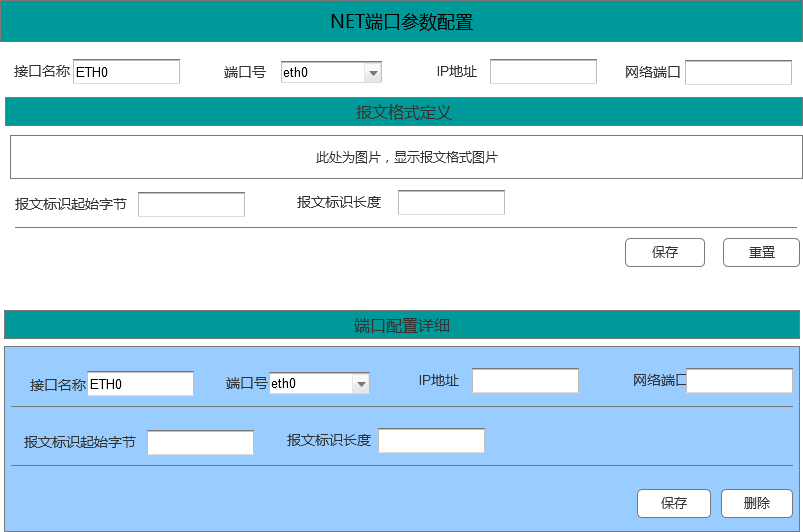 NET端口参数配置
接口名称 ETH0 端口号 eth0 IP地址 网络端口
报文格式定义
此处为图片，显示报文格式图片
报文标识起始字节 报文标识长度
保存 重置
端口配置详细
接口名称 ETH0 端口号 eth0 IP地址 网络端口
报文标识起始字节 报文标识长度
保存 删除